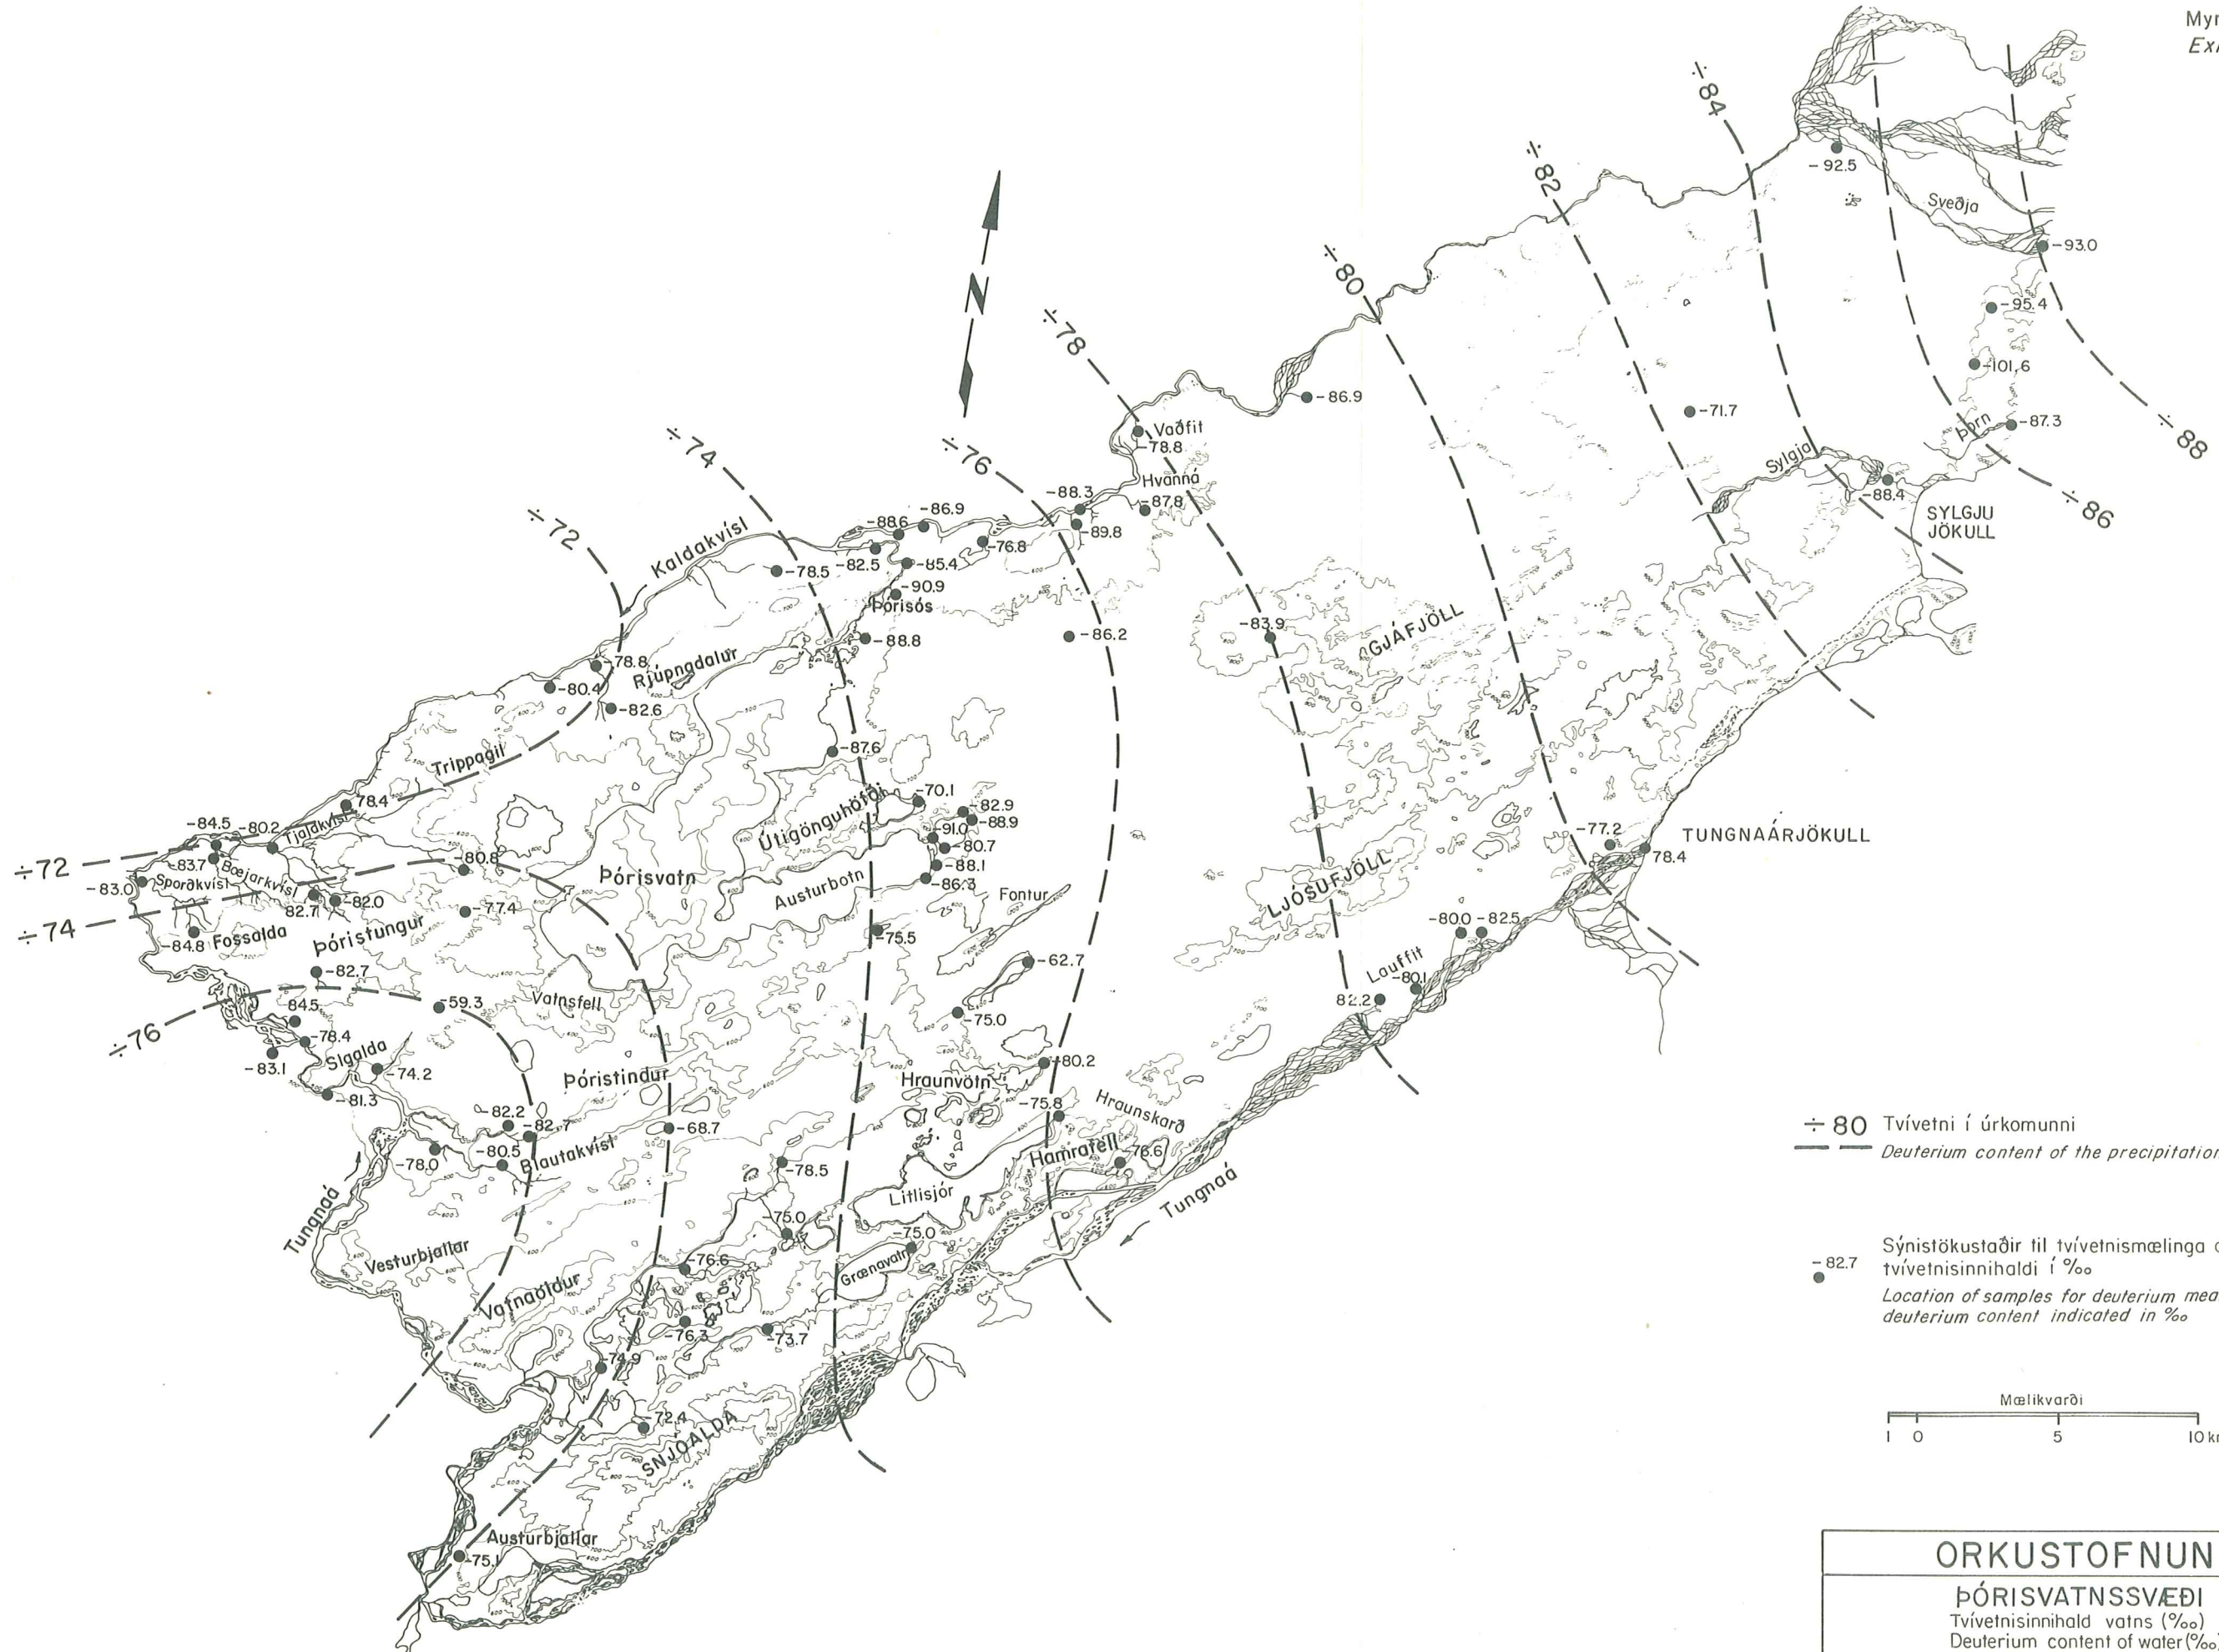 Myn
÷84
÷82
-92.5
Sveðja
-93.0
÷80
-95.4
÷78
-101.6
-86.9
-71.7
Þörn
-87.3
÷88
N
Vaðfit
-78.8
÷74
÷76
Hvanná
Sylgja
-88.4
÷86
SYLGJU
JÖKULL
-88.3
-87.8
-89.8
-86.9
-88.6
-76.8
÷72
Kaldakvísl
-78.5
-82.5
-85.4
-90.9
Þórisós
-88.8
-86.2
-83.9
GJÁFJÖLL
-78.8
-80.4
Rjúpnadalur
-82.6
-87.6
Trippagil
78.4
-70.1
-82.9
-88.9
Útigönguhöfði
-91.0
-80.7
-88.1
-86.3
-84.5
-80.2
Tjaldkvísl
-77.2
78.4
TUNGNAÁRJÖKULL
÷72
-83.7
Bæjarkvísl
-80.8
Þórisvatn
Austurbotn
LJÓSUFJÖLL
-83.0
Sporðkvísl
82.7
-82.0
-77.4
Fontur
÷74
-84.8
Fossalda
Þóristungur
-75.5
-80.0
-82.5
-82.7
-62.7
Lauffit
-80.1
82.2
-59.3
Vatnsfell
-75.0
÷76
84.5
-78.4
-83.1
Sigalda
-74.2
-81.3
Þóristindur
Hraunvötn
-80.2
-75.8
Hraunskarð
-82.2
-82.7
-68.7
-78.0
-80.5
Blautakvísl
-78.5
Hamrafell
-76.6
Litlisjór
Tungnaá
Tungnaá
-75.0
-75.0
Grænavatn
Vesturbjallar
-76.6
Vatnaöldur
-76.3
-73.7
-74.9
-72.4
SNJÓALDA
Austurbjallar
-75.1
÷80 Tvívetni í úrkomunni
Deuterium content of the precipitation
-82.7
Sýnistökustaðir til tvívetnismælinga
tvívetnisinnihaldi í ‰
Location of samples for deuterium mea
deuterium content indicated in ‰
Mælikvarði
1 0 5 10 km
ORKUSTOFNUN
ÞÓRISVATNSSVÆÐI
Tvívetnisinnihald vatns (‰)
Deuterium content of water (‰)